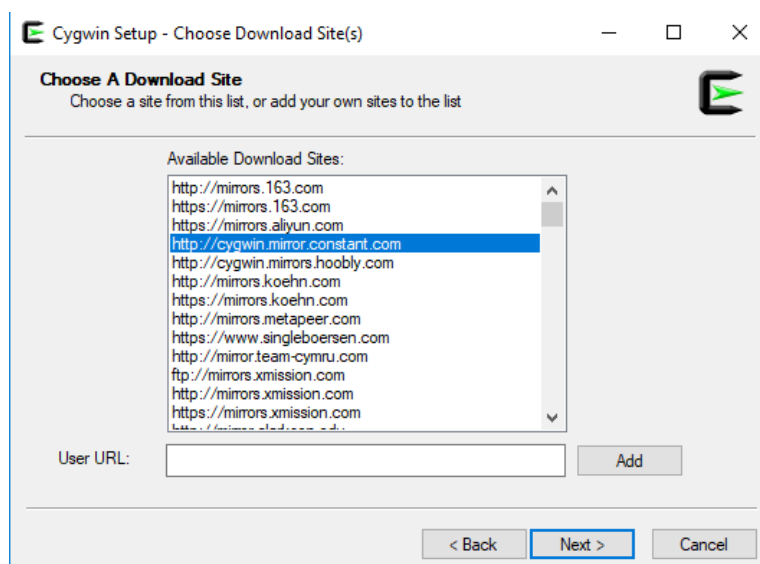 Cygwin Setup - Choose Download Site(s)
Choose A Download Site
Choose a site from this list, or add your own sites to the list
Available Download Sites:
http://mirrors.163.com
https://mirrors.163.com
https://mirrors.aliyun.com
http://cygwin.mirror.constant.com
http://cygwin.mirrors.hoobly.com
http://mirrors.koehn.com
https://mirrors.koehn.com
http://mirrors.metapeer.com
https://www.singleboersen.com
http://mirror.team-cymru.com
ftp://mirrors.xmission.com
http://mirrors.xmission.com
https://mirrors.xmission.com
User URL:
Add
< Back
Next >
Cancel